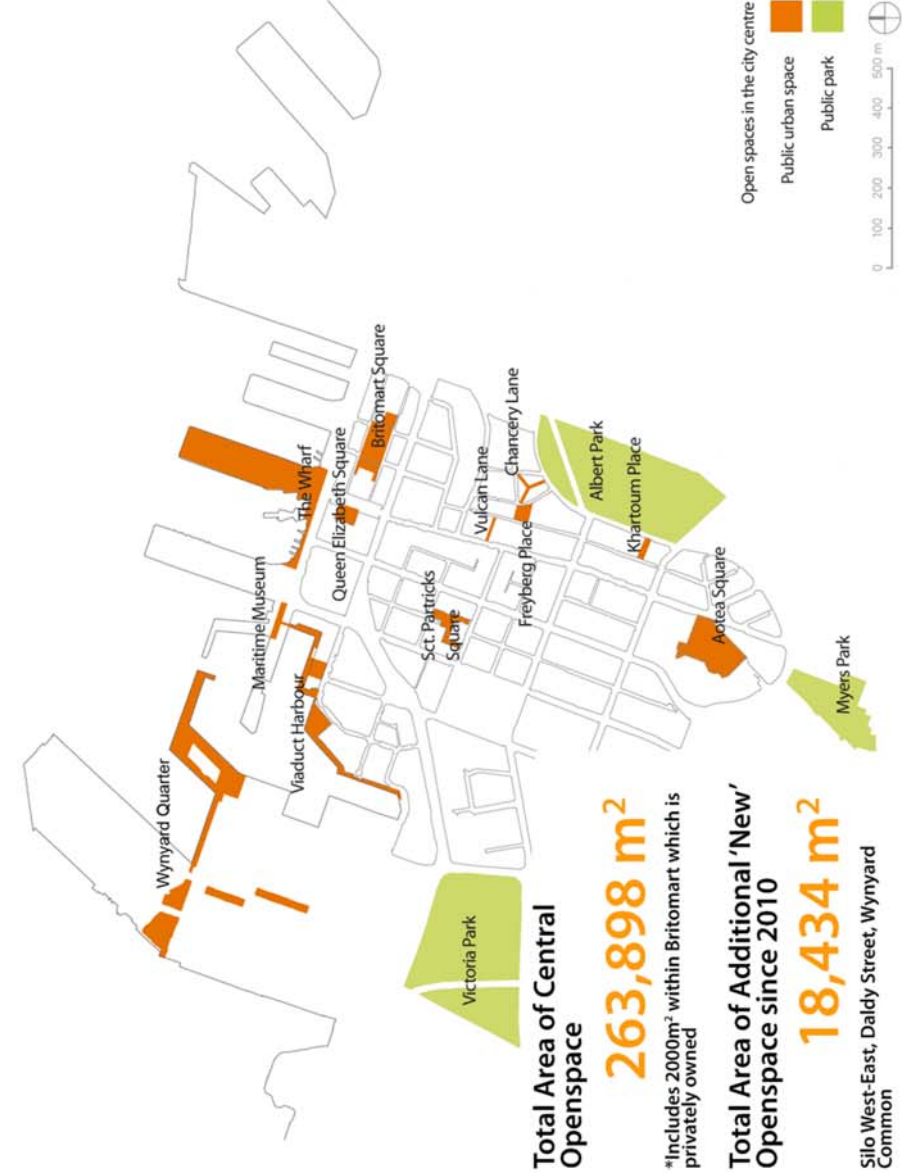 Wynyard Quarter
Maritime Museum
The Wharf
Viaduct Harbour
Queen Elizabeth Square
Britomart Square
Sct. Partricks
Square
Vulcan Lane
Chancery Lane
Freyberg Place
Albert Park
Khartoum Place
Aotea Square
Myers Park
Victoria Park
Total Area of Central
Openspace
263,898 m²
*Includes 2000m² within Britomart which is
privately owned
Total Area of Additional 'New'
Openspace since 2010
18,434 m²
Silo West-East, Daldy Street, Wynyard
Common
Open spaces in the city centre
Public urban space
Public park
0 100 200 300 400 500 m